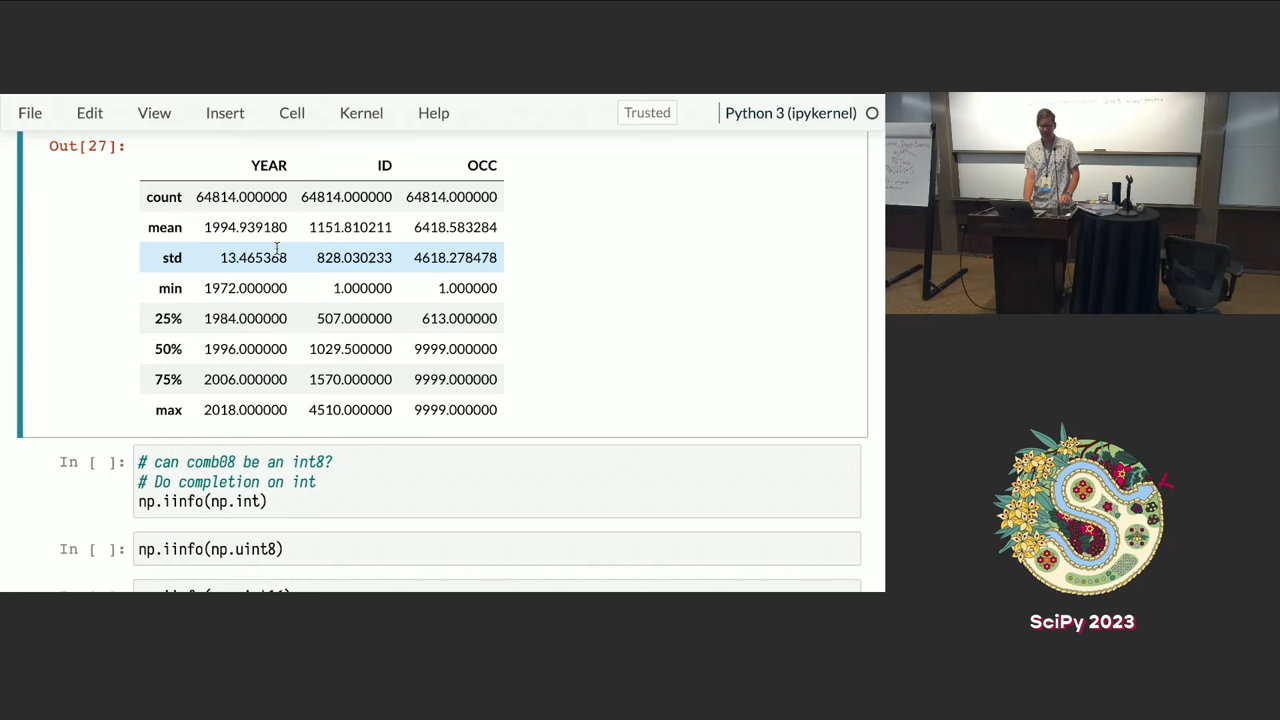 File Edit View Insert Cell Kernel Help Trusted Python 3 (ipykernel)
Out[27]:
YEAR ID OCC
count 64814.000000 64814.000000 64814.000000
mean 1994.939180 1151.810211 6418.583284
std 13.465368 828.030233 4618.278478
min 1972.000000 1.000000 1.000000
25% 1984.000000 507.000000 613.000000
50% 1996.000000 1029.500000 9999.000000
75% 2006.000000 1570.000000 9999.000000
max 2018.000000 4510.000000 9999.000000
In [ ]: # can comb08 be an int8?
# Do completion on int
np.iinfo(np.int)
In [ ]: np.iinfo(np.uint8)
SciPy 2023